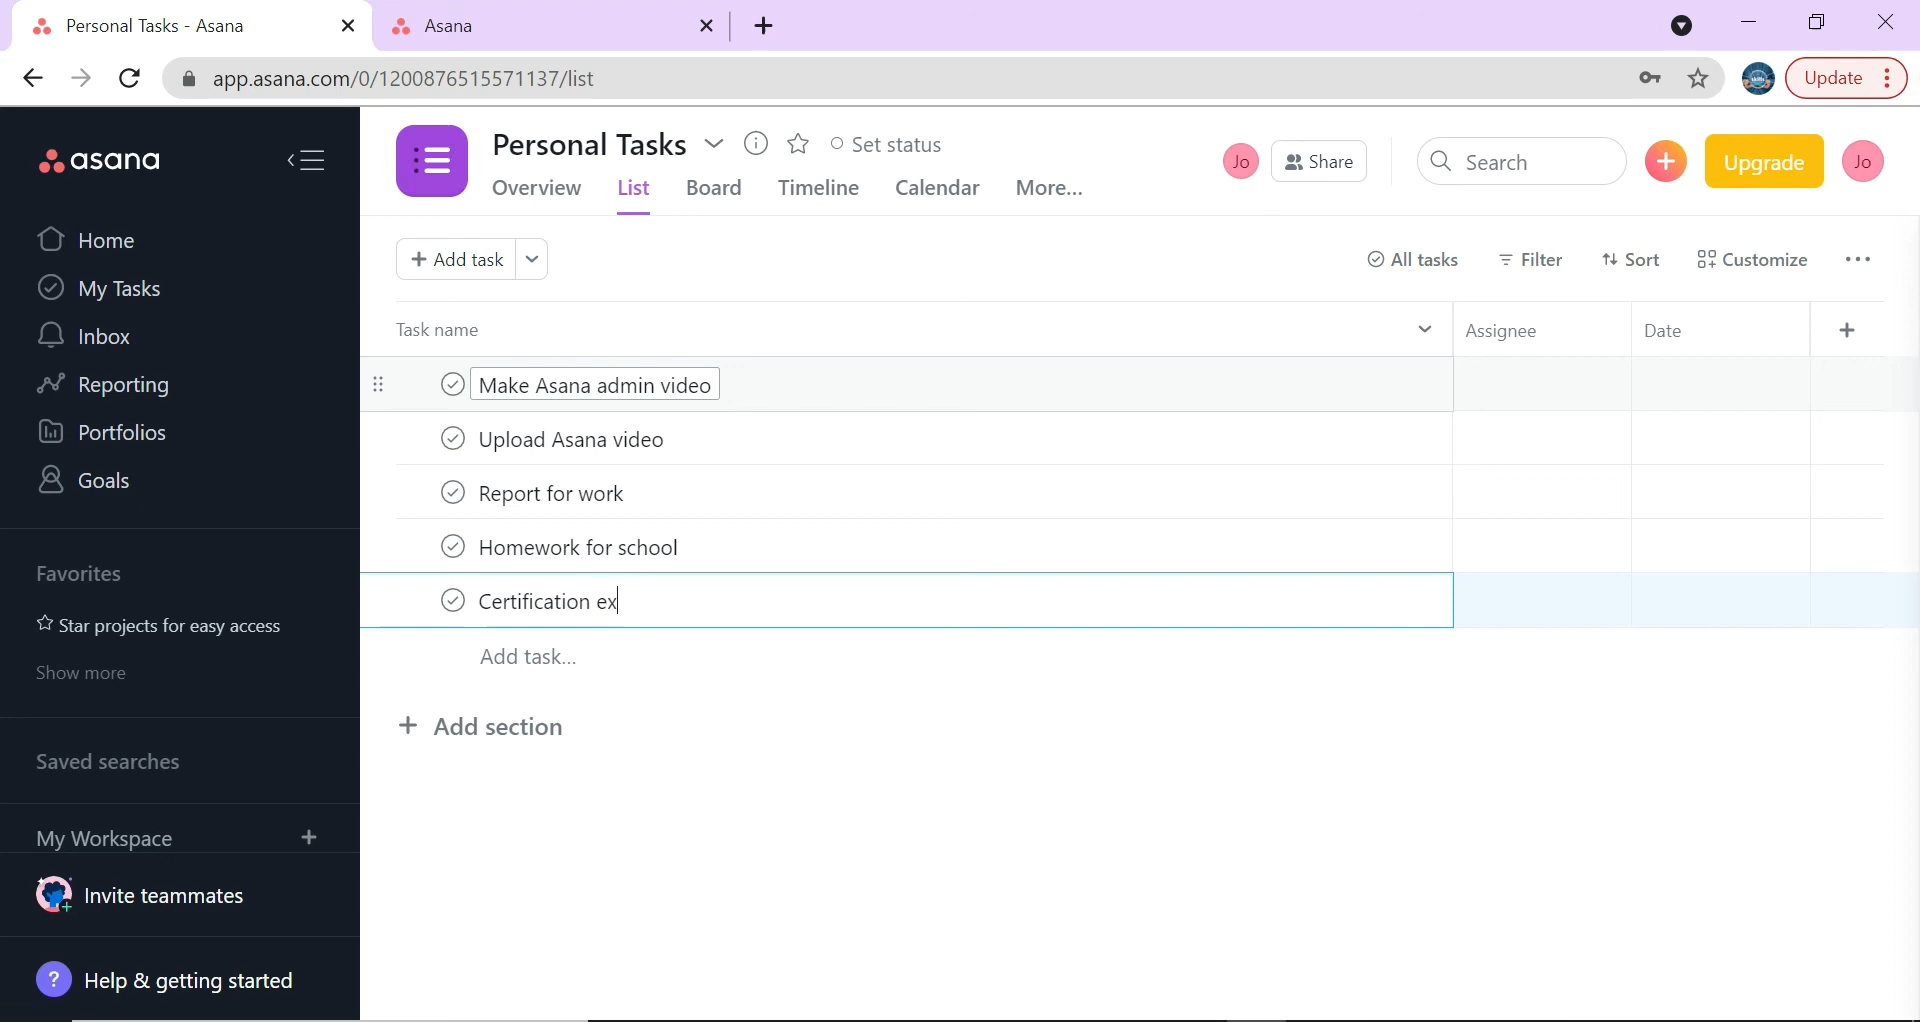 Personal Tasks - Asana
Asana
app.asana.com/0/1200876515571137/list
Update
asana
Home
My Tasks
Inbox
Reporting
Portfolios
Goals
Favorites
Star projects for easy access
Show more
Saved searches
My Workspace
Invite teammates
? Help & getting started
Personal Tasks
Set status
Overview List Board Timeline Calendar More...
Jo
Share
Search
Upgrade
Jo
Add task
All tasks
Filter
Sort
Customize
Task name
Assignee
Date
Make Asana admin video
Upload Asana video
Report for work
Homework for school
Certification ex
Add task...
+ Add section